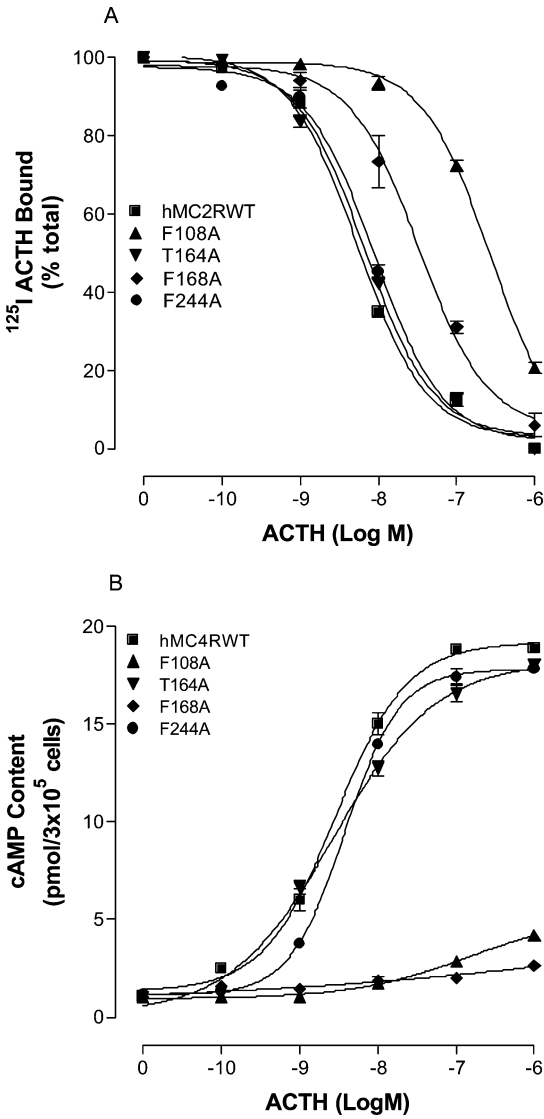 A
100
80
60
40
20
0
¹²⁵I ACTH Bound
(% total)
hMC2RWT
F108A
T164A
F168A
F244A
0 -10 -9 -8 -7 -6
ACTH (Log M)
B
20
15
10
5
0
cAMP Content
(pmol/3x10⁵ cells)
hMC4RWT
F108A
T164A
F168A
F244A
0 -10 -9 -8 -7 -6
ACTH (LogM)